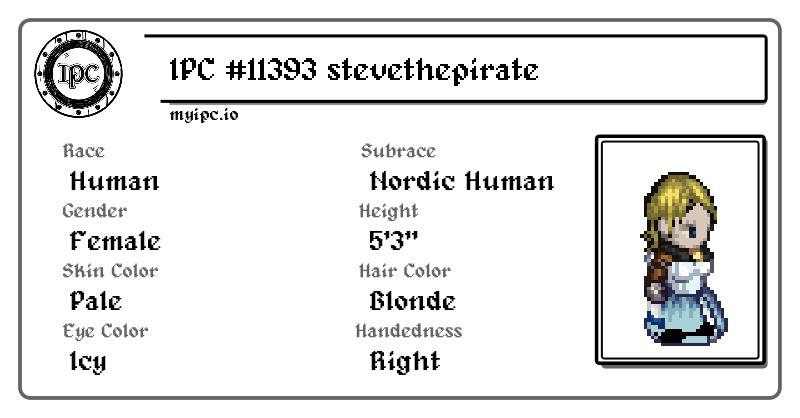 IPC
IPC #11393 stevethepirate
myipc.io
Race
Human
Subrace
Nordic Human
Gender
Female
Height
5'3"
Skin Color
Pale
Hair Color
Blonde
Eye Color
Icy
Handedness
Right